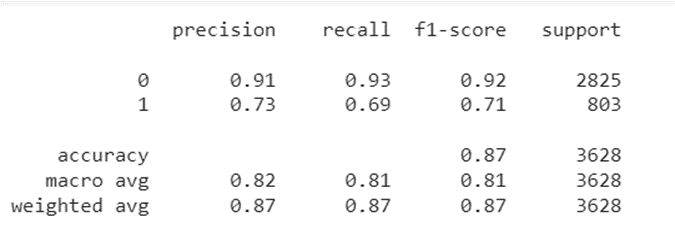 precision recall f1-score support
0 0.91 0.93 0.92 2825
1 0.73 0.69 0.71 803
accuracy 0.87 3628
macro avg 0.82 0.81 0.81 3628
weighted avg 0.87 0.87 0.87 3628